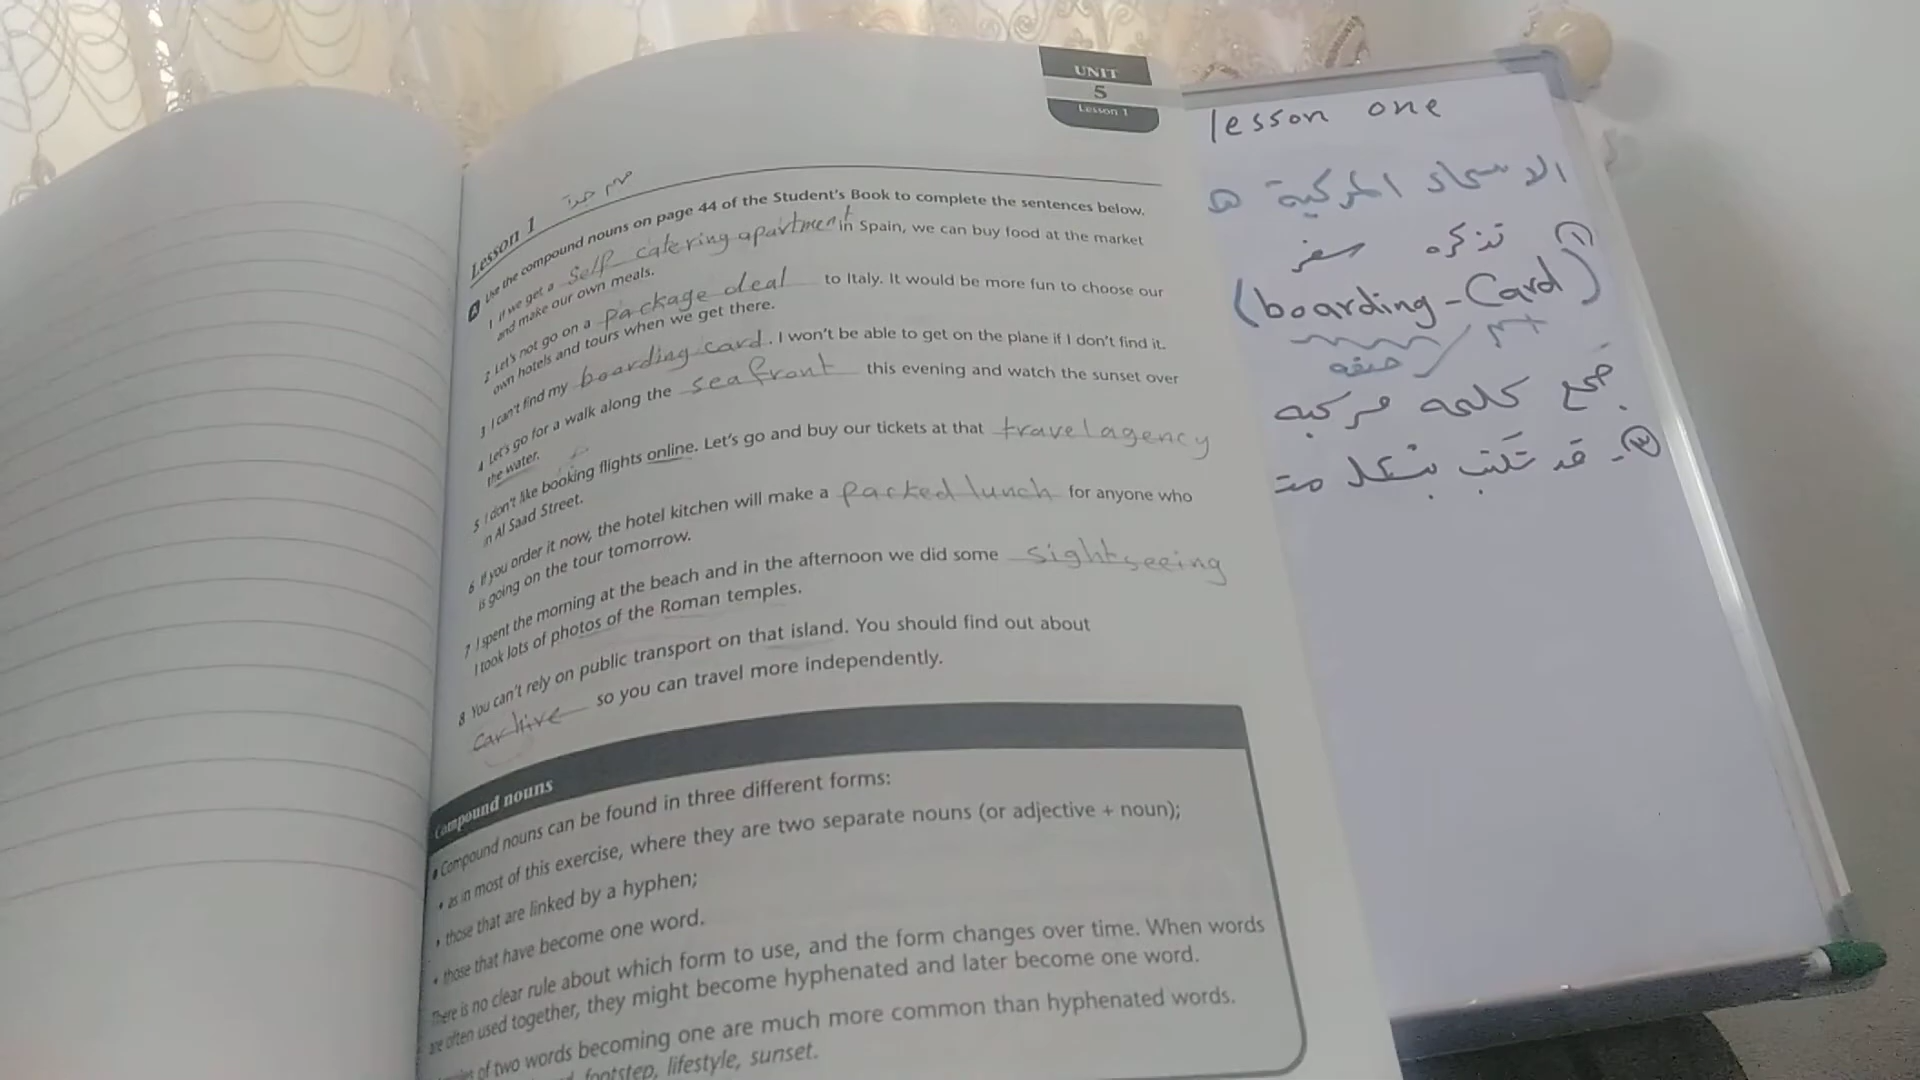 UNIT
5
Lesson 1
Lesson 1 مهم جداً
A Use the compound nouns on page 44 of the Student's Book to complete the sentences below.
1 If we get a self catering apartment in Spain, we can buy food at the market
and make our own meals.
2 Let's not go on a package deal to Italy. It would be more fun to choose our
own hotels and tours when we get there.
3 I can't find my boarding card. I won't be able to get on the plane if I don't find it.
4 Let's go for a walk along the seafront this evening and watch the sunset over
the water.
5 I don't like booking flights online. Let's go and buy our tickets at that travel agency
in Al Saad Street.
6 If you order it now, the hotel kitchen will make a packed lunch for anyone who
is going on the tour tomorrow.
7 I spent the morning at the beach and in the afternoon we did some sightseeing
I took lots of photos of the Roman temples.
8 You can't rely on public transport on that island. You should find out about
car hire so you can travel more independently.
Compound nouns
• Compound nouns can be found in three different forms:
• as in most of this exercise, where they are two separate nouns (or adjective + noun);
• those that are linked by a hyphen;
• those that have become one word.
There is no clear rule about which form to use, and the form changes over time. When words
are often used together, they might become hyphenated and later become one word.
of two words becoming one are much more common than hyphenated words.
footstep, lifestyle, sunset.
lesson one
الاسماء المركبة
① تذكره سفر
(boarding-Card)
كلمه مركبه
قد تكتب بشكل